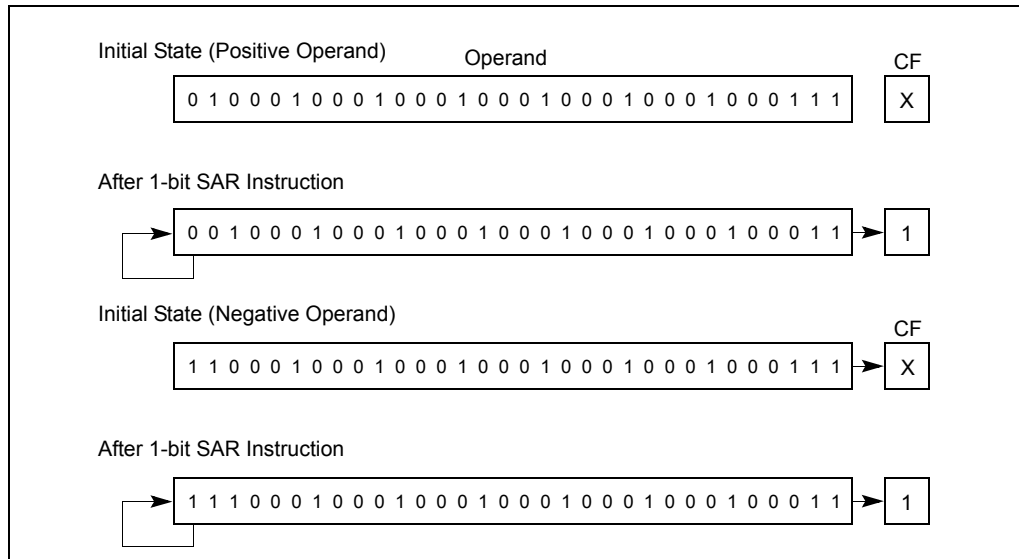 Initial State (Positive Operand)
Operand
CF
0 1 0 0 0 1 0 0 0 1 0 0 0 1 0 0 0 1 0 0 0 1 0 0 0 1 0 0 0 1 1 1
X
After 1-bit SAR Instruction
0 0 1 0 0 0 1 0 0 0 1 0 0 0 1 0 0 0 1 0 0 0 1 0 0 0 1 0 0 0 1 1
1
Initial State (Negative Operand)
CF
1 1 0 0 0 1 0 0 0 1 0 0 0 1 0 0 0 1 0 0 0 1 0 0 0 1 0 0 0 1 1 1
X
After 1-bit SAR Instruction
1 1 1 0 0 0 1 0 0 0 1 0 0 0 1 0 0 0 1 0 0 0 1 0 0 0 1 0 0 0 1 1
1